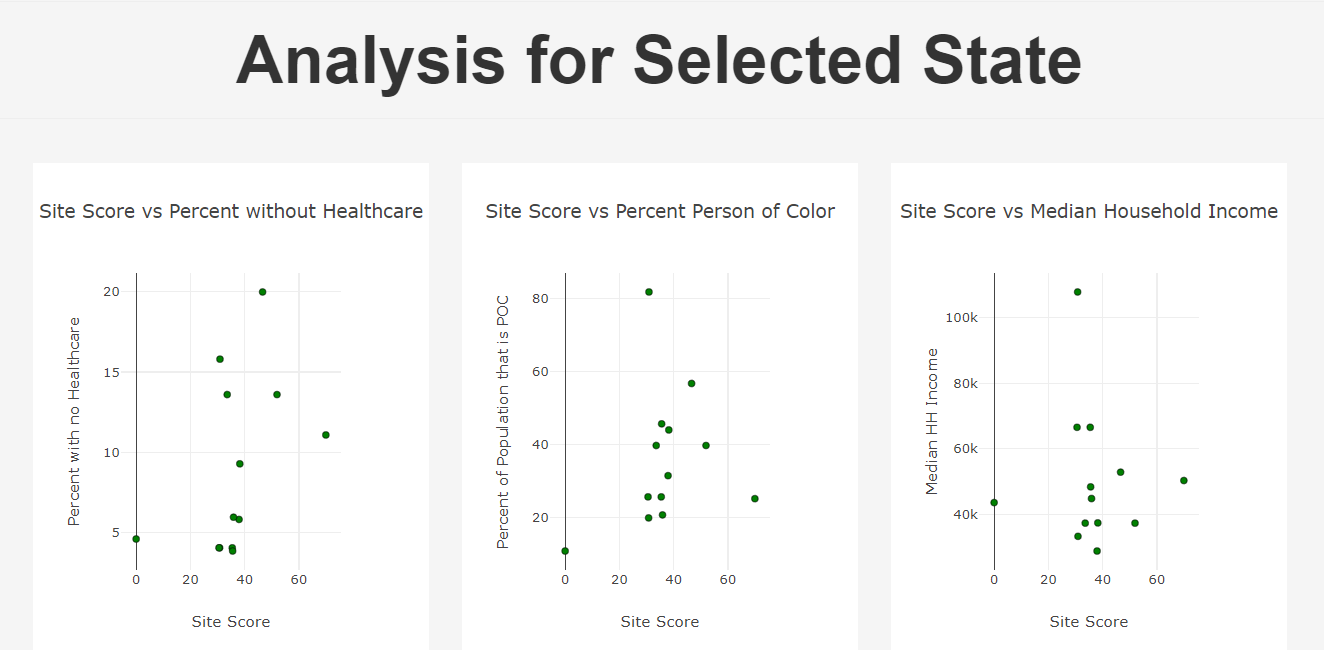 Analysis for Selected State
Site Score vs Percent without Healthcare
Percent with no Healthcare
20
15
10
5
0 20 40 60
Site Score
Site Score vs Percent Person of Color
Percent of Population that is POC
80
60
40
20
0 20 40 60
Site Score
Site Score vs Median Household Income
Median HH Income
100k
80k
60k
40k
0 20 40 60
Site Score